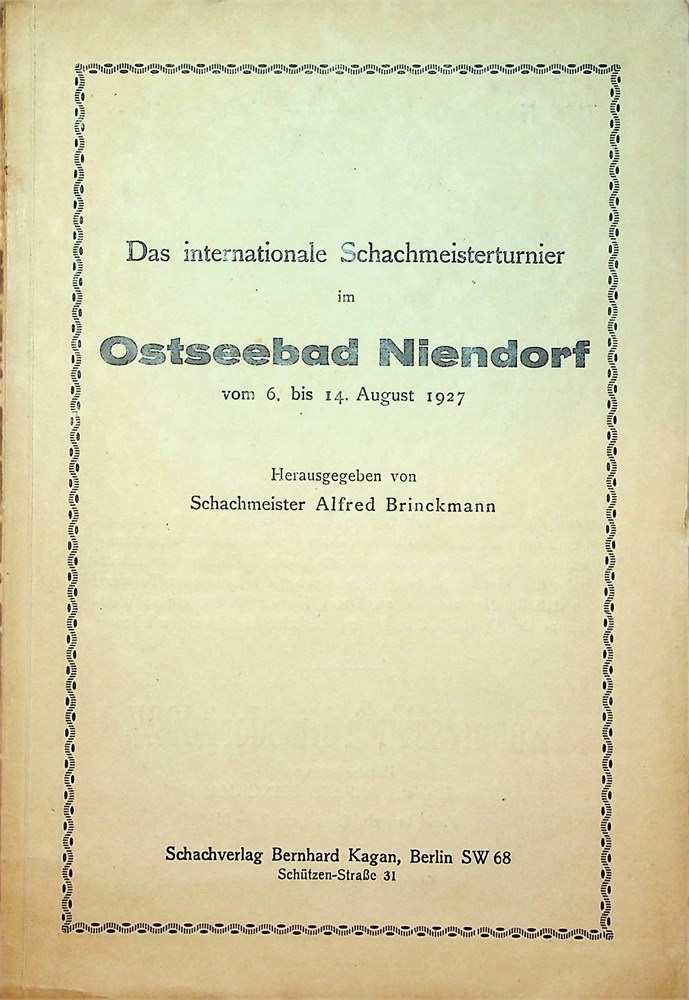 Das internationale Schachmeisterturnier
im
Ostseebad Niendorf
vom 6. bis 14. August 1927
Herausgegeben von
Schachmeister Alfred Brinckmann
Schachverlag Bernhard Kagan, Berlin SW 68
Schützen-Straße 31